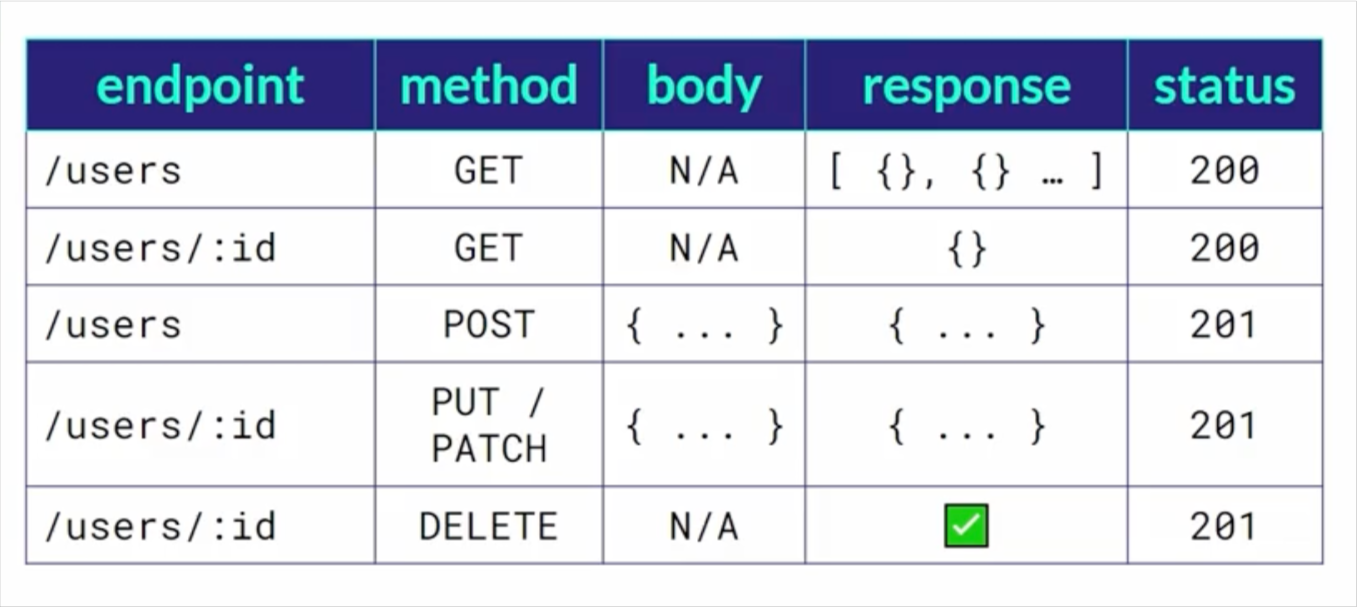 endpoint method body response status
/users GET N/A [ {}, {} … ] 200
/users/:id GET N/A {} 200
/users POST { ... } { ... } 201
/users/:id PUT / PATCH { ... } { ... } 201
/users/:id DELETE N/A ✅ 201